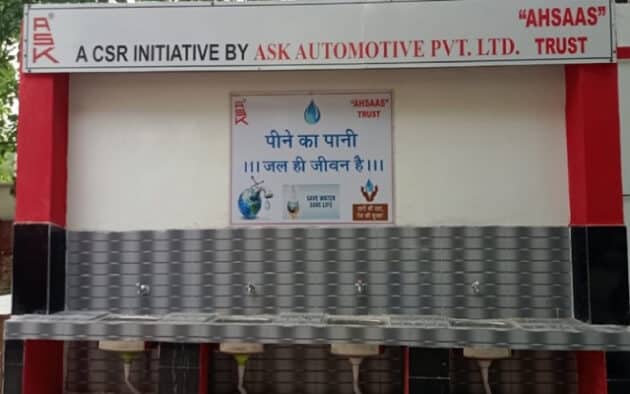 ASK
A CSR INITIATIVE BY ASK AUTOMOTIVE PVT. LTD.
"AHSAAS"
TRUST
ASK
"AHSAAS"
TRUST
पीने का पानी
।।।जल ही जीवन है।।।
SAVE WATER
SAVE LIFE